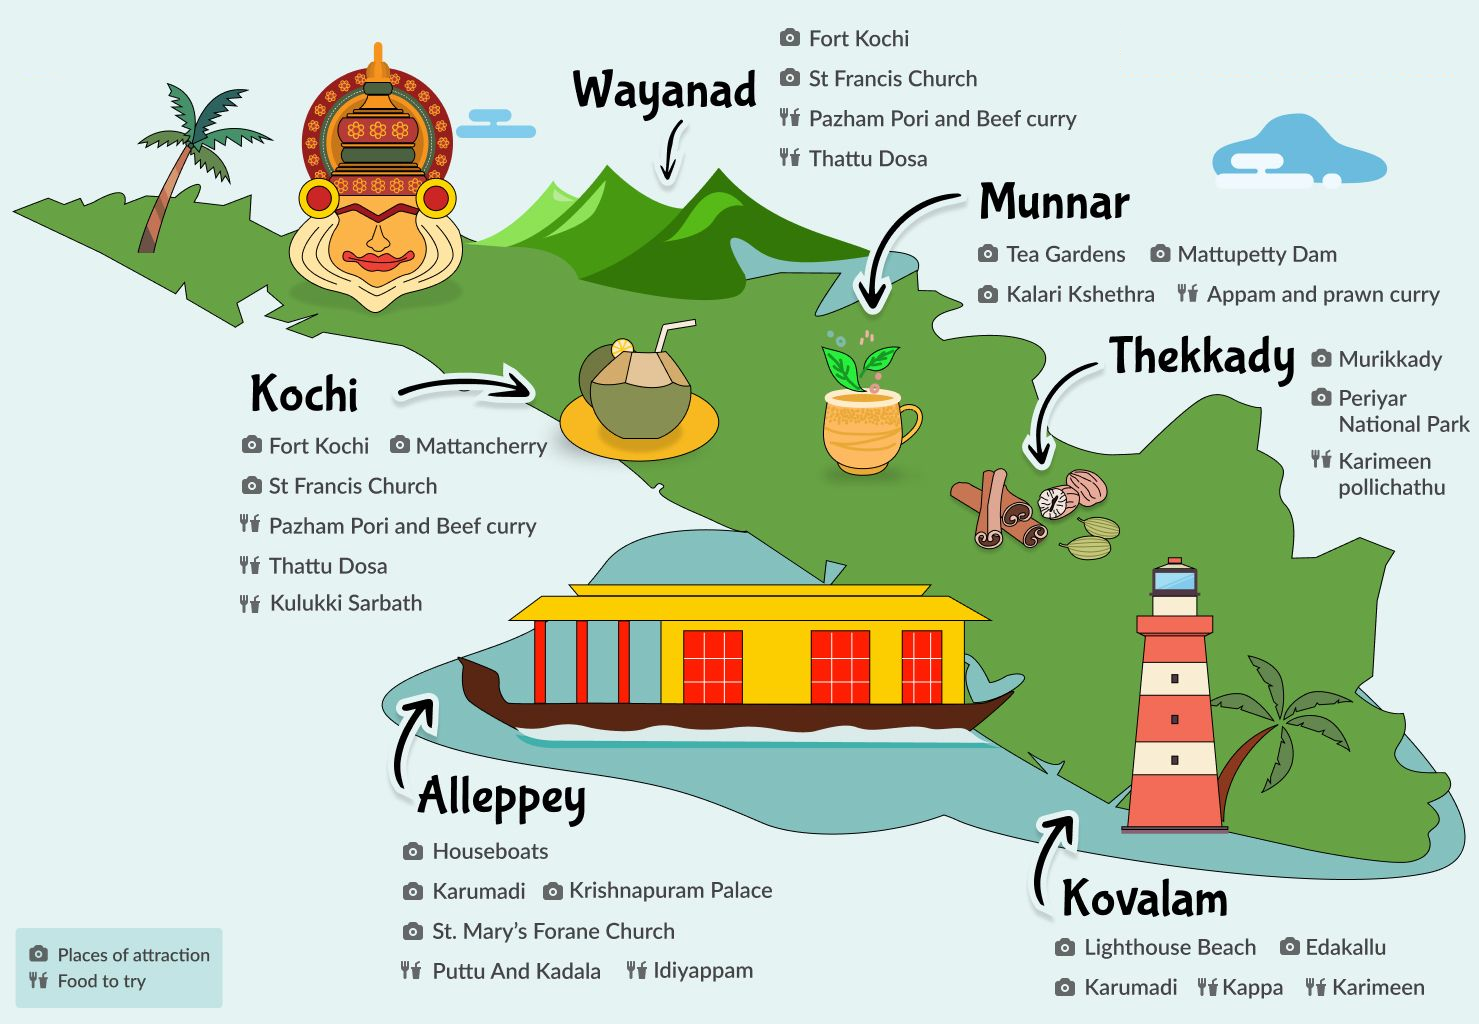 Wayanad
Fort Kochi
St Francis Church
Pazham Pori and Beef curry
Thattu Dosa
Munnar
Tea Gardens Mattupetty Dam
Kalari Kshethra Appam and prawn curry
Thekkady
Murikkady
Periyar
National Park
Karimeen
pollichathu
Kochi
Fort Kochi Mattancherry
St Francis Church
Pazham Pori and Beef curry
Thattu Dosa
Kulukki Sarbath
Alleppey
Houseboats
Karumadi Krishnapuram Palace
St. Mary’s Forane Church
Puttu And Kadala Idiyappam
Kovalam
Lighthouse Beach Edakallu
Karumadi Kappa Karimeen
Places of attraction
Food to try